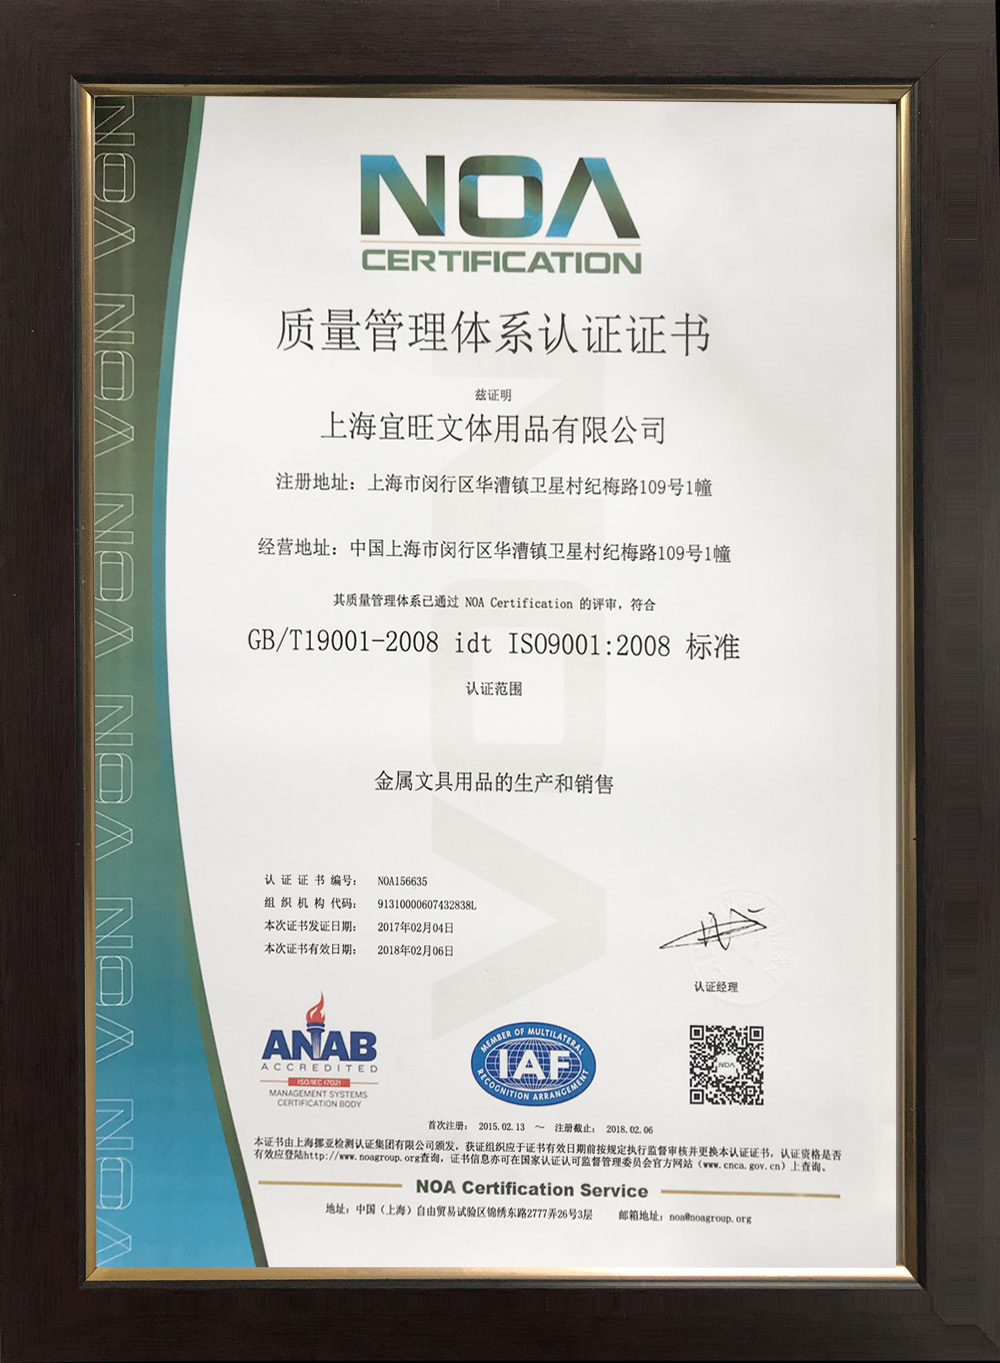 NOA
CERTIFICATION
质量管理体系认证证书
兹证明
上海宜旺文体用品有限公司
注册地址：上海市闵行区华漕镇卫星村纪梅路109号1幢
经营地址：中国上海市闵行区华漕镇卫星村纪梅路109号1幢
其质量管理体系已通过 NOA Certification 的评审，符合
GB/T19001-2008 idt ISO9001:2008 标准
认证范围
金属文具用品的生产和销售
认证证书编号： NOA156635
组织机构代码： 91310000607432838L
本次证书发证日期： 2017年02月04日
本次证书有效日期： 2018年02月06日
认证经理
ANAB
ACCREDITED
ISO/IEC 17021
MANAGEMENT SYSTEMS
CERTIFICATION BODY
MEMBER OF MULTILATERAL
IAF
RECOGNITION ARRANGEMENT
NOA
首次注册： 2015.02.13 ～ 注册截止： 2018.02.06
本证书由上海挪亚检测认证集团有限公司颁发，获证组织应于证书有效日期前按规定执行监督审核并更换本认证证书，认证资格是否
有效应登陆http://www.noagroup.org查询，证书信息亦可在国家认证认可监督管理委员会官方网站（www.cnca.gov.cn）上查询。
NOA Certification Service
地址：中国（上海）自由贸易试验区锦绣东路2777弄26号3层 邮箱地址：noa@noagroup.org